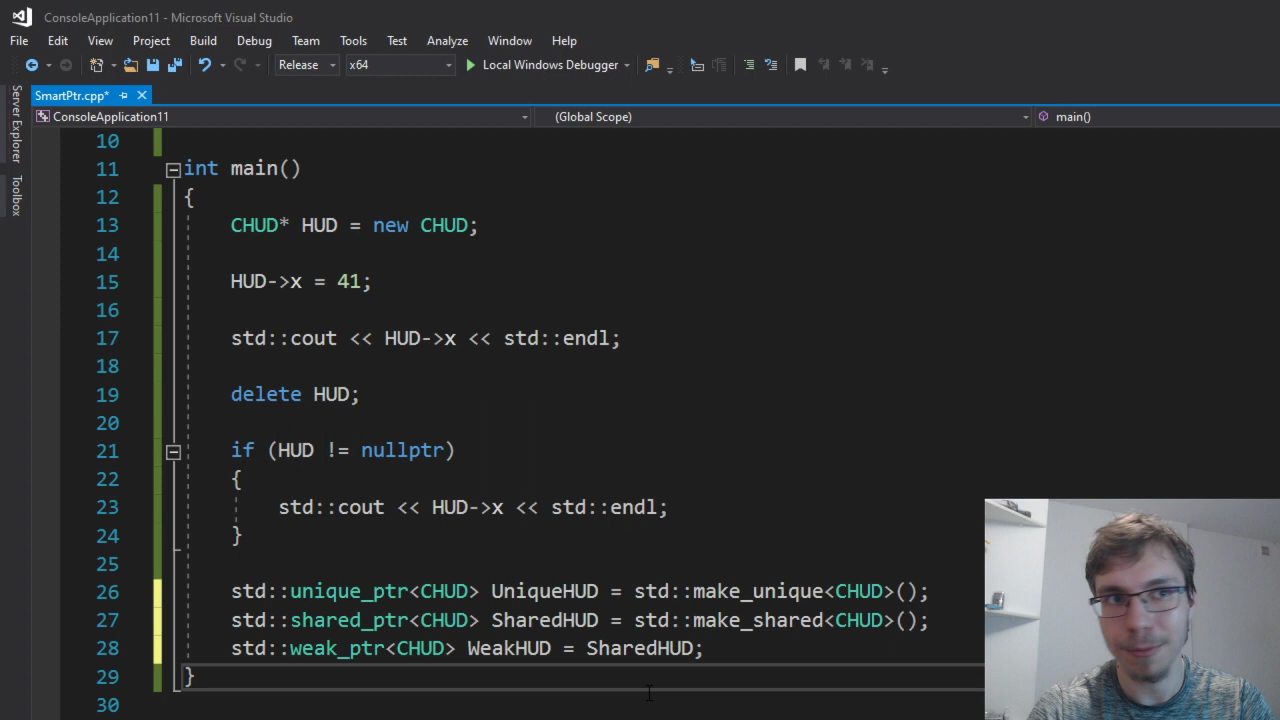 ConsoleApplication11 - Microsoft Visual Studio
File Edit View Project Build Debug Team Tools Test Analyze Window Help
Release x64 Local Windows Debugger
Server Explorer
Toolbox
SmartPtr.cpp*
ConsoleApplication11 (Global Scope) main()
10
11 int main()
12 {
13 CHUD* HUD = new CHUD;
14
15 HUD->x = 41;
16
17 std::cout << HUD->x << std::endl;
18
19 delete HUD;
20
21 if (HUD != nullptr)
22 {
23 std::cout << HUD->x << std::endl;
24 }
25
26 std::unique_ptr<CHUD> UniqueHUD = std::make_unique<CHUD>();
27 std::shared_ptr<CHUD> SharedHUD = std::make_shared<CHUD>();
28 std::weak_ptr<CHUD> WeakHUD = SharedHUD;
29 }
30